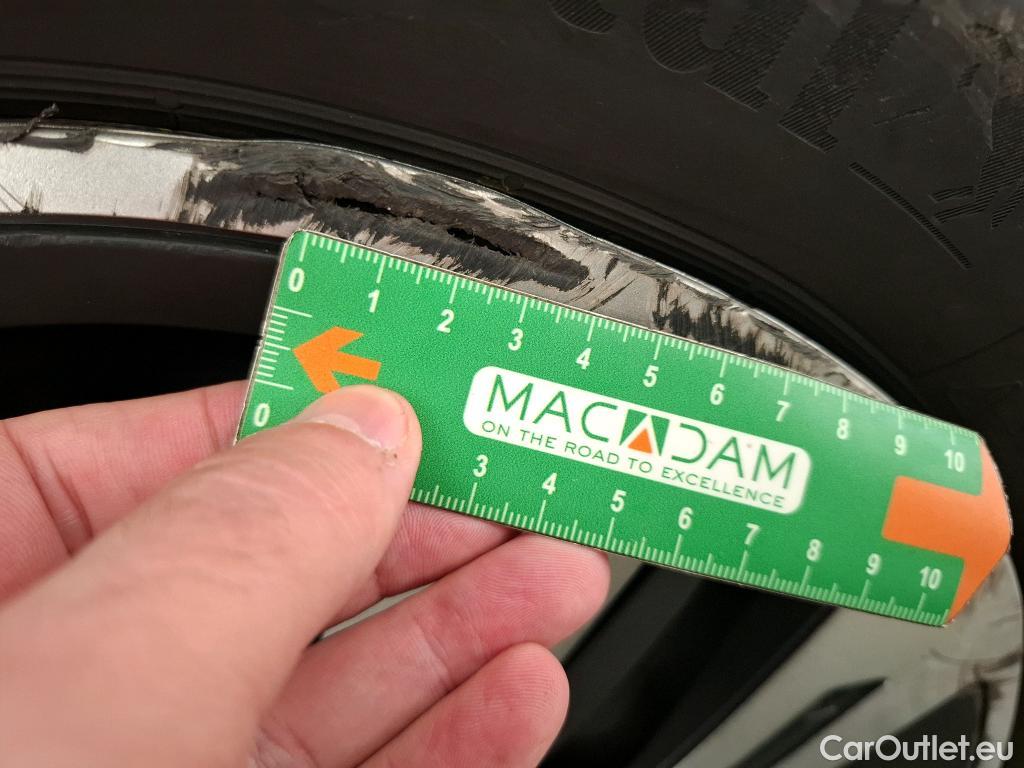 0 1 2 3 4 5 6 7 8 9 10
MACADAM
ON THE ROAD TO EXCELLENCE
0 3 4 5 6 7 8 9 10
CarOutlet.eu